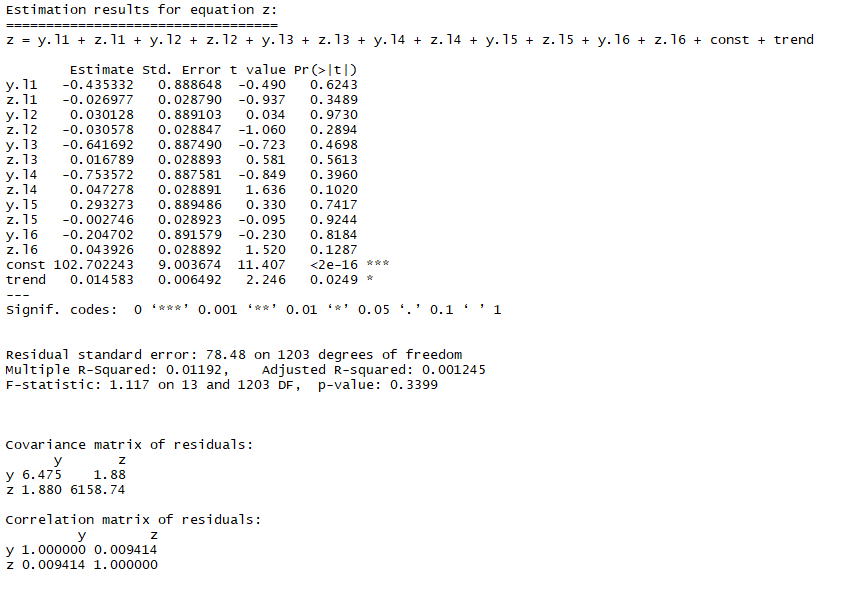 Estimation results for equation z:
==================================
z = y.l1 + z.l1 + y.l2 + z.l2 + y.l3 + z.l3 + y.l4 + z.l4 + y.l5 + z.l5 + y.l6 + z.l6 + const + trend
Estimate Std. Error t value Pr(>|t|)
y.l1 -0.435332 0.888648 -0.490 0.6243
z.l1 -0.026977 0.028790 -0.937 0.3489
y.l2 0.030128 0.889103 0.034 0.9730
z.l2 -0.030578 0.028847 -1.060 0.2894
y.l3 -0.641692 0.887490 -0.723 0.4698
z.l3 0.016789 0.028893 0.581 0.5613
y.l4 -0.753572 0.887581 -0.849 0.3960
z.l4 0.047278 0.028891 1.636 0.1020
y.l5 0.293273 0.889486 0.330 0.7417
z.l5 -0.002746 0.028923 -0.095 0.9244
y.l6 -0.204702 0.891579 -0.230 0.8184
z.l6 0.043926 0.028892 1.520 0.1287
const 102.702243 9.003674 11.407 <2e-16 ***
trend 0.014583 0.006492 2.246 0.0249 *
---
Signif. codes: 0 ‘***’ 0.001 ‘**’ 0.01 ‘*’ 0.05 ‘.’ 0.1 ‘ ’ 1
Residual standard error: 78.48 on 1203 degrees of freedom
Multiple R-Squared: 0.01192, Adjusted R-squared: 0.001245
F-statistic: 1.117 on 13 and 1203 DF, p-value: 0.3399
Covariance matrix of residuals:
y z
y 6.475 1.88
z 1.880 6158.74
Correlation matrix of residuals:
y z
y 1.000000 0.009414
z 0.009414 1.000000